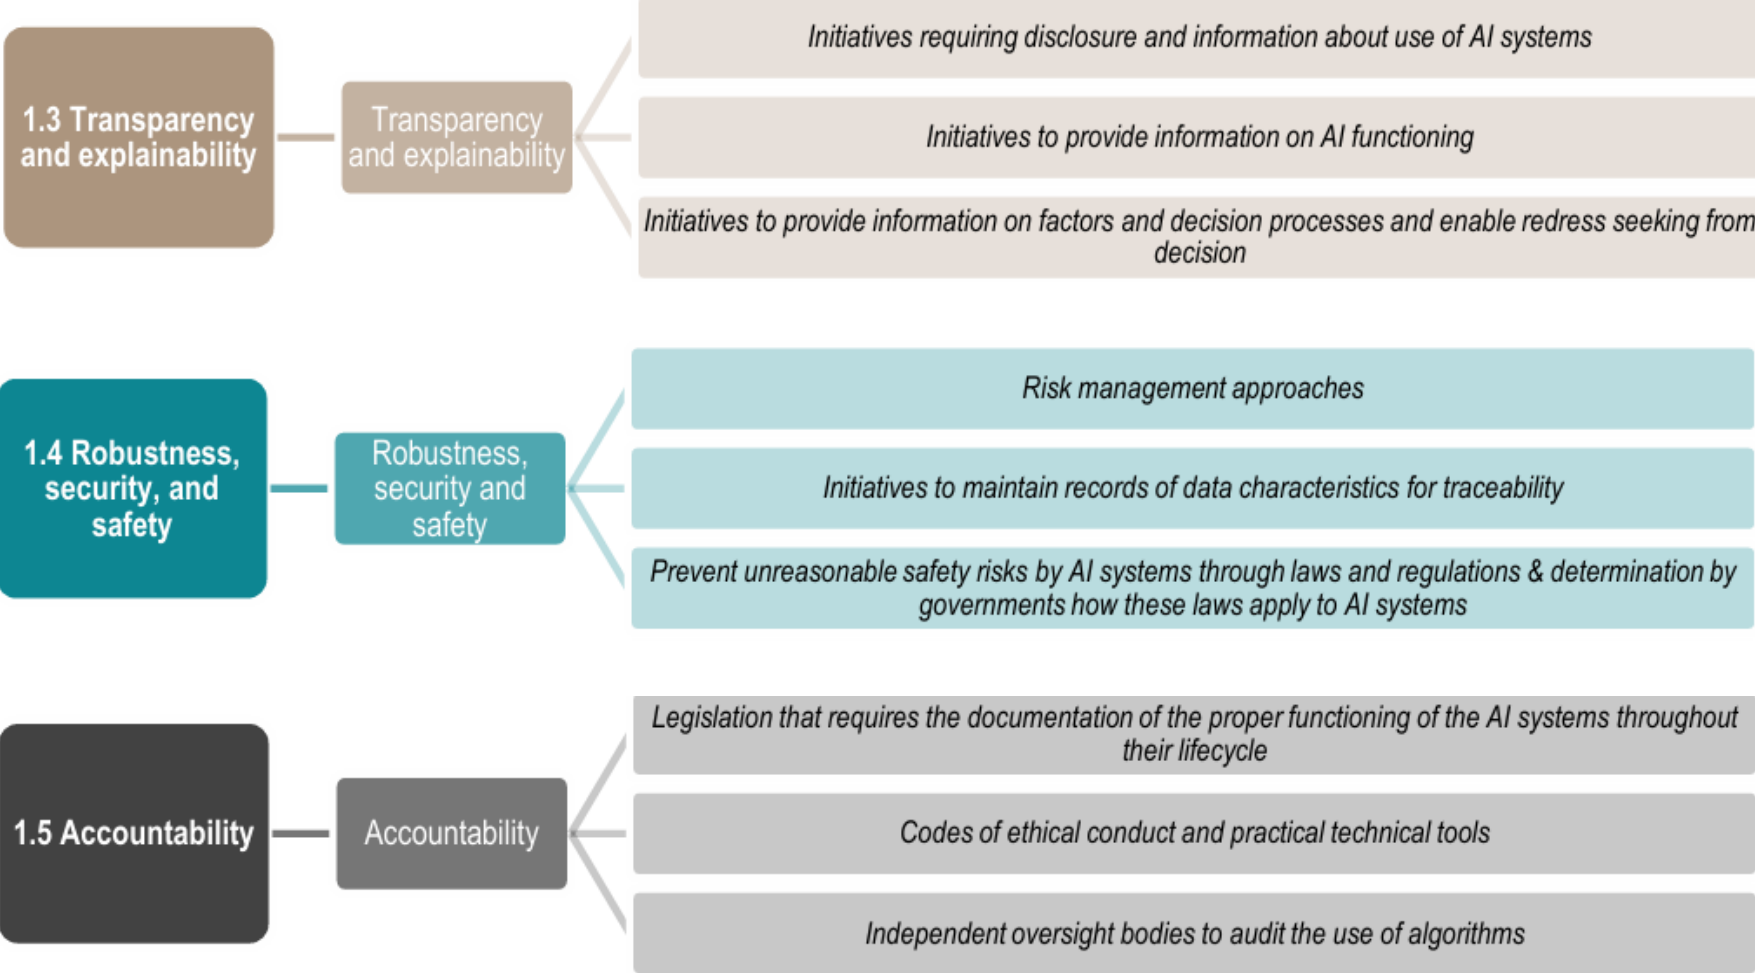 1.3 Transparency
and explainability
Transparency
and explainability
Initiatives requiring disclosure and information about use of AI systems
Initiatives to provide information on AI functioning
Initiatives to provide information on factors and decision processes and enable redress seeking from
decision
1.4 Robustness,
security, and
safety
Robustness,
security and
safety
Risk management approaches
Initiatives to maintain records of data characteristics for traceability
Prevent unreasonable safety risks by AI systems through laws and regulations & determination by
governments how these laws apply to AI systems
1.5 Accountability
Accountability
Legislation that requires the documentation of the proper functioning of the AI systems throughout
their lifecycle
Codes of ethical conduct and practical technical tools
Independent oversight bodies to audit the use of algorithms